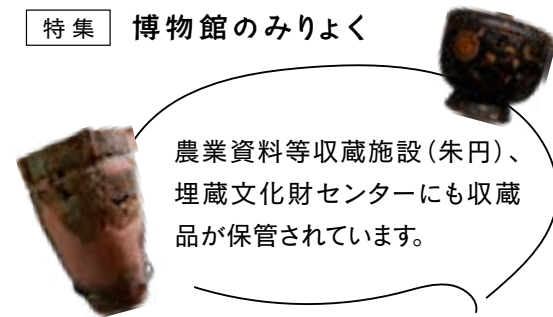 特集 博物館のみりょく
農業資料等収蔵施設（朱円）、
埋蔵文化財センターにも収蔵
品が保管されています。